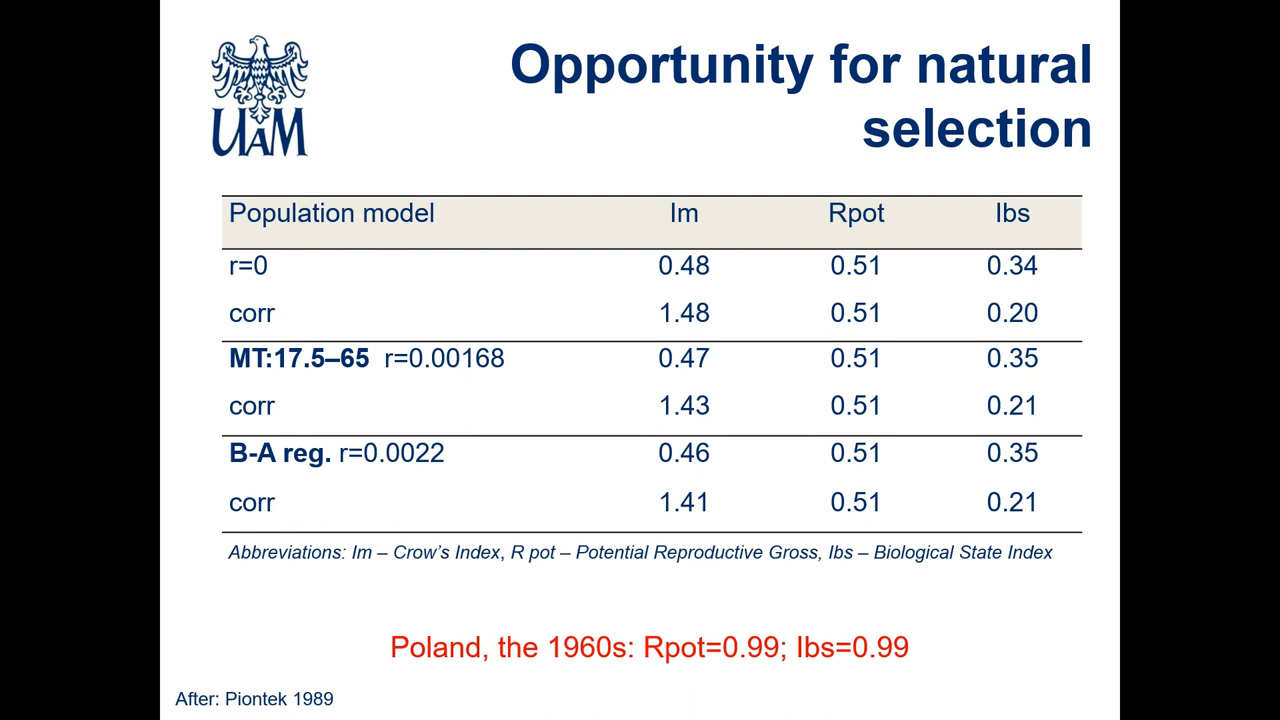 UAM
Opportunity for natural
selection
Population model Im Rpot Ibs
r=0 0.48 0.51 0.34
corr 1.48 0.51 0.20
MT:17.5–65 r=0.00168 0.47 0.51 0.35
corr 1.43 0.51 0.21
B-A reg. r=0.0022 0.46 0.51 0.35
corr 1.41 0.51 0.21
Abbreviations: Im – Crow’s Index, R pot – Potential Reproductive Gross, Ibs – Biological State Index
Poland, the 1960s: Rpot=0.99; Ibs=0.99
After: Piontek 1989